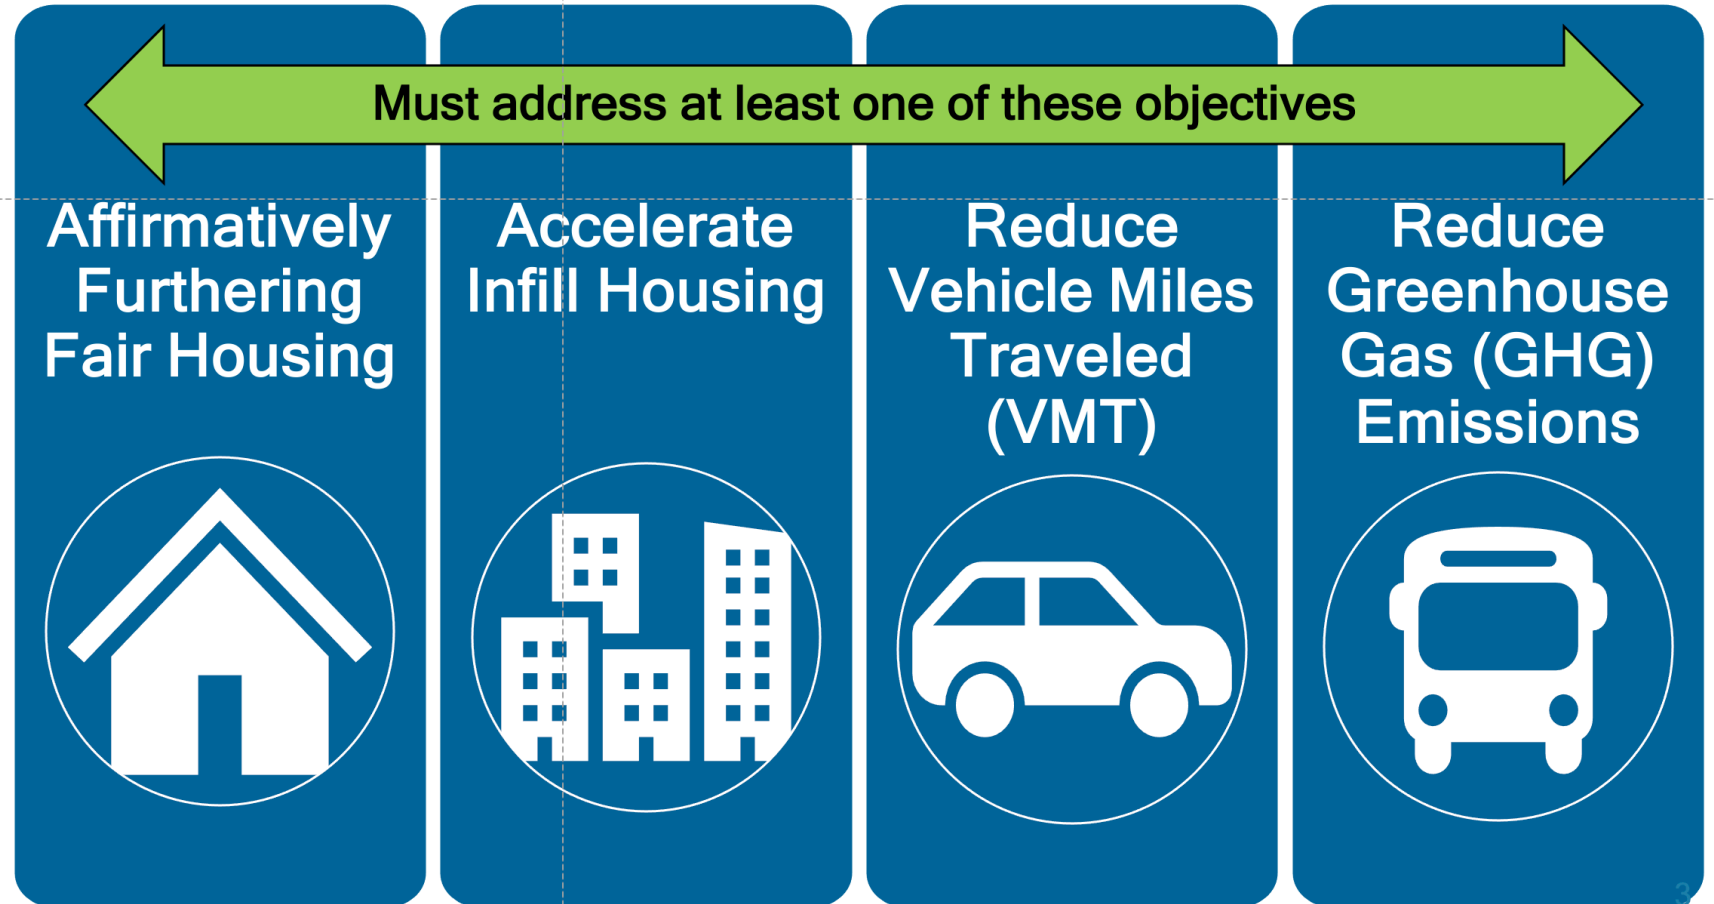 Must address at least one of these objectives
Affirmatively
Furthering
Fair Housing
Accelerate
Infill Housing
Reduce
Vehicle Miles
Traveled
(VMT)
Reduce
Greenhouse
Gas (GHG)
Emissions
3